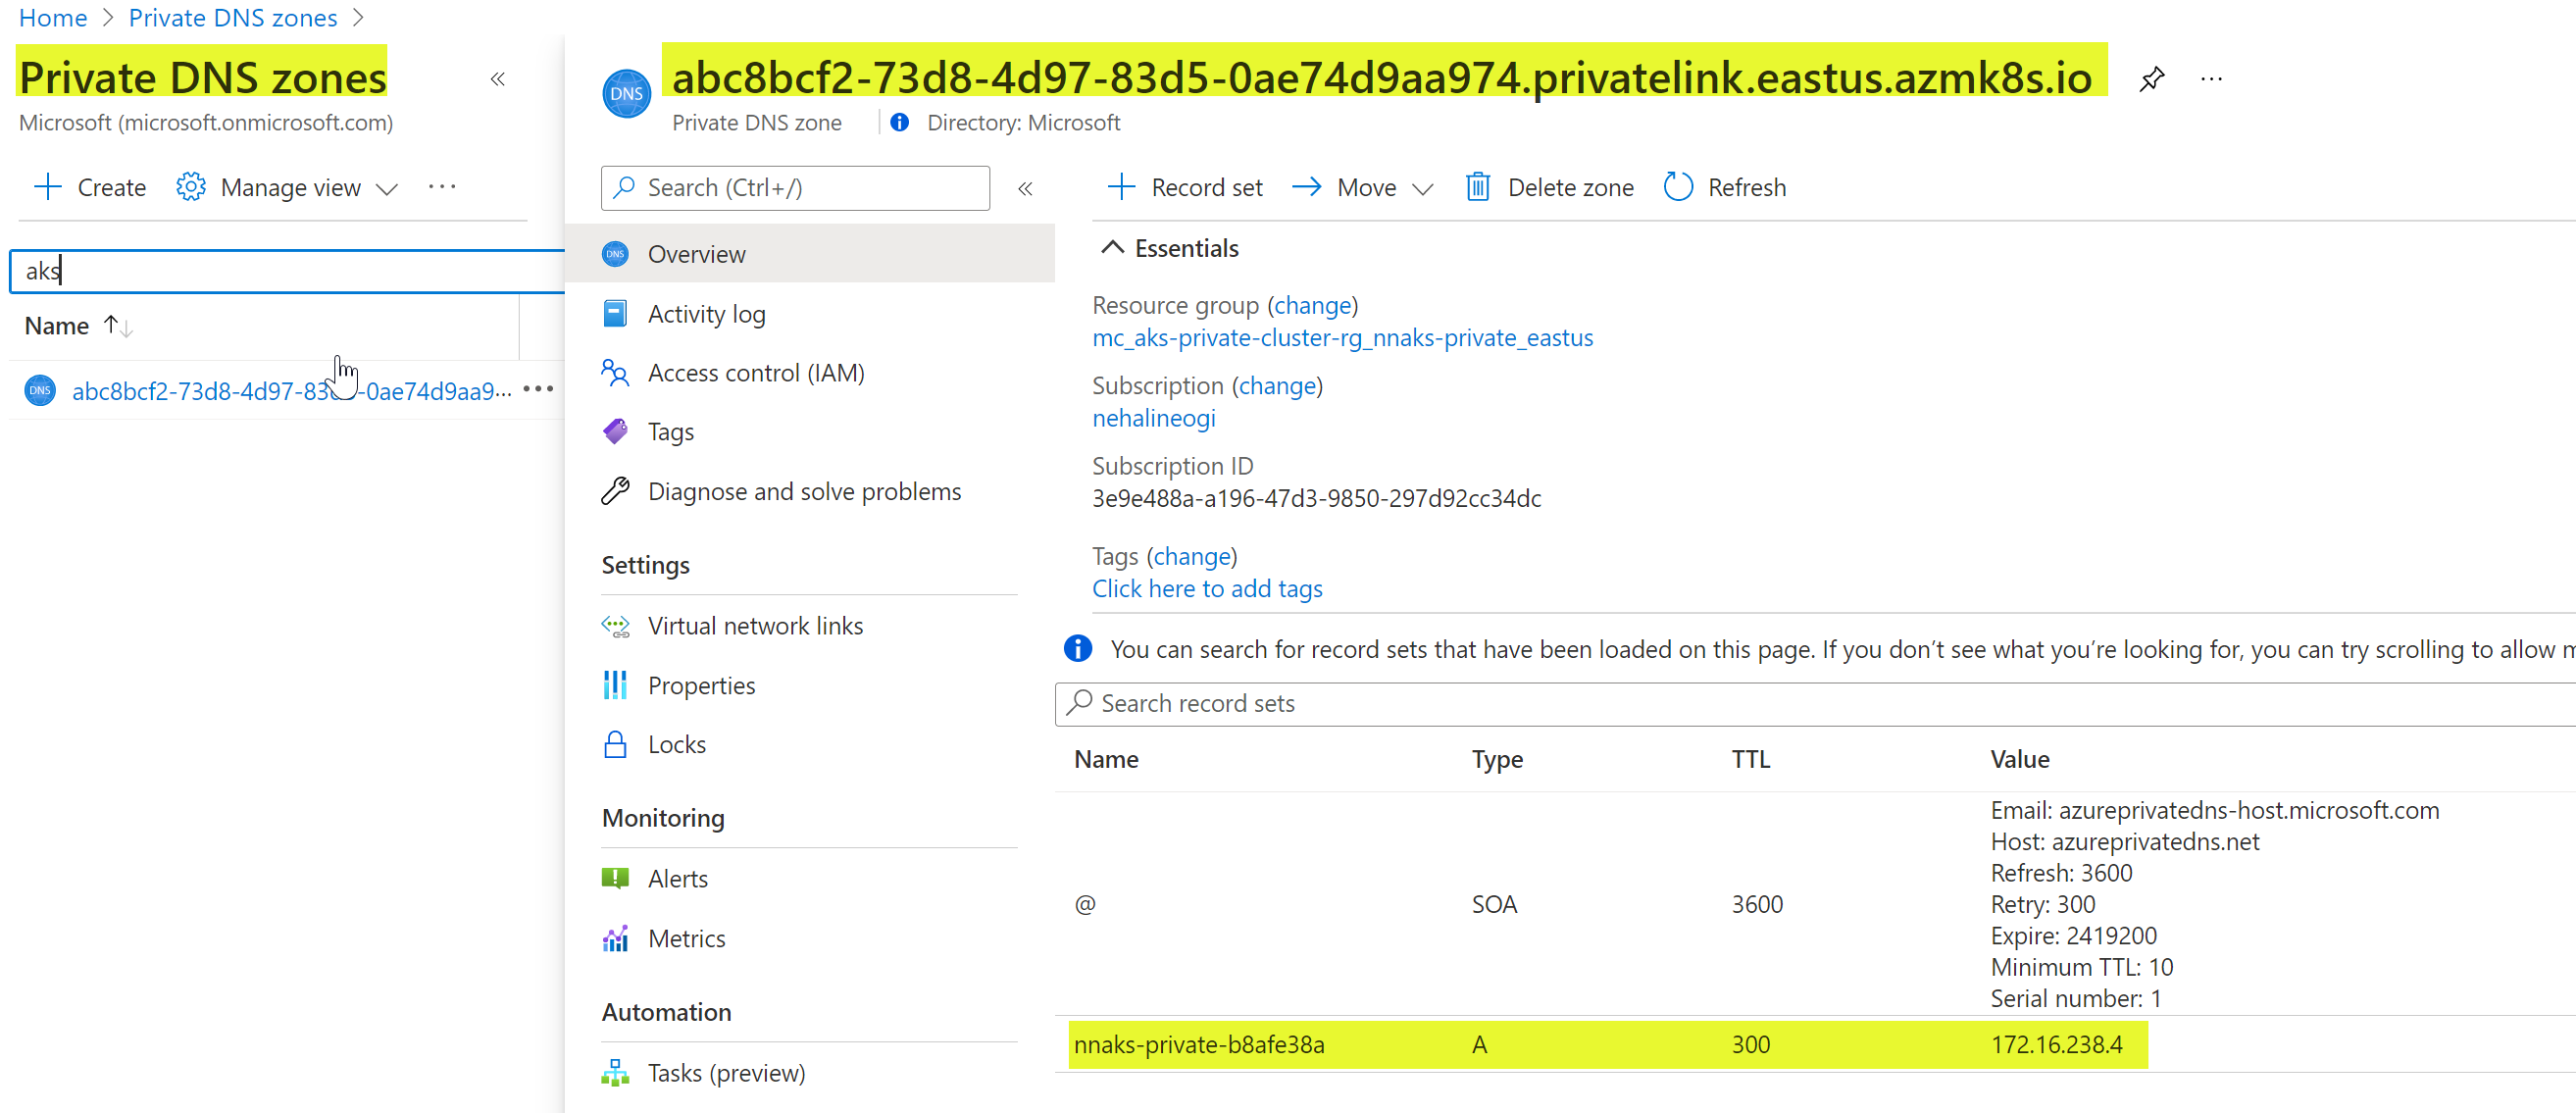 Home > Private DNS zones >
Private DNS zones
Microsoft (microsoft.onmicrosoft.com)
Create Manage view
aks
Name
DNS abc8bcf2-73d8-4d97-83 -0ae74d9aa9...
DNS abc8bcf2-73d8-4d97-83d5-0ae74d9aa974.privatelink.eastus.azmk8s.io
Private DNS zone Directory: Microsoft
Search (Ctrl+/)
DNS Overview
Activity log
Access control (IAM)
Tags
Diagnose and solve problems
Settings
Virtual network links
Properties
Locks
Monitoring
Alerts
Metrics
Automation
Tasks (preview)
Record set Move Delete zone Refresh
Essentials
Resource group (change)
mc_aks-private-cluster-rg_nnaks-private_eastus
Subscription (change)
nehalineogi
Subscription ID
3e9e488a-a196-47d3-9850-297d92cc34dc
Tags (change)
Click here to add tags
You can search for record sets that have been loaded on this page. If you don't see what you're looking for, you can try scrolling to allow
Search record sets
Name Type TTL Value
Email: azureprivatedns-host.microsoft.com
Host: azureprivatedns.net
Refresh: 3600
Retry: 300
@ SOA 3600
Expire: 2419200
Minimum TTL: 10
Serial number: 1
nnaks-private-b8afe38a A 300 172.16.238.4